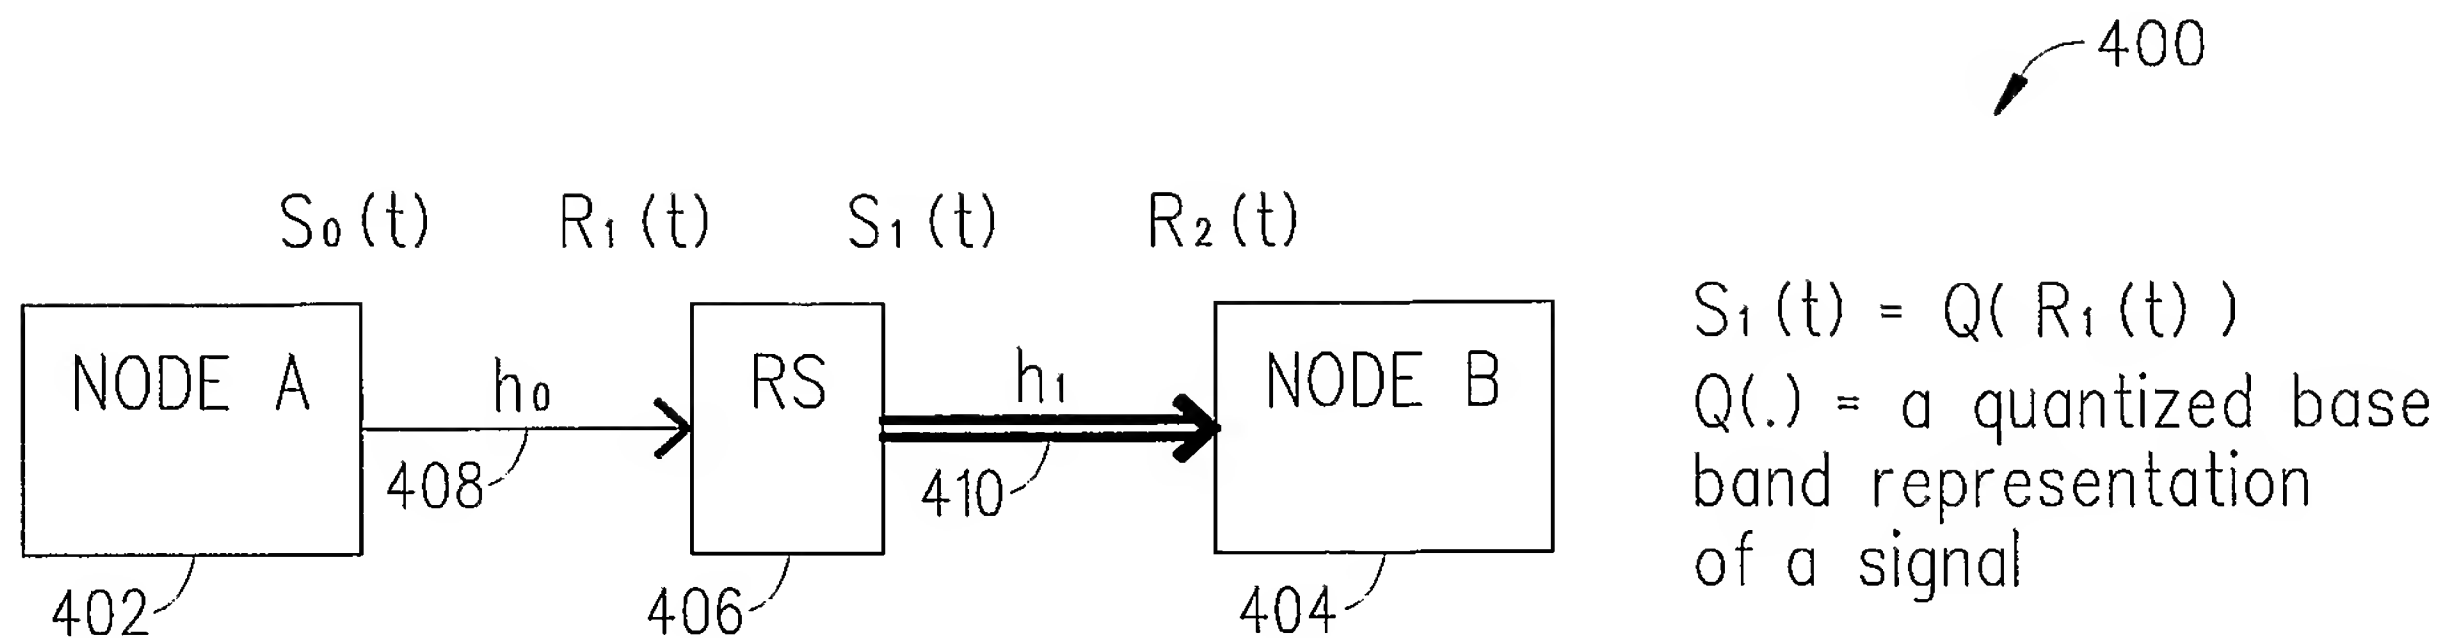 400
S₀(t) R₁(t) S₁(t) R₂(t)
S₁(t) = Q( R₁(t) )
NODE A h₀ RS h₁ NODE B
Q(.) = a quantized base
band representation
408 410
of a signal
402 406 404